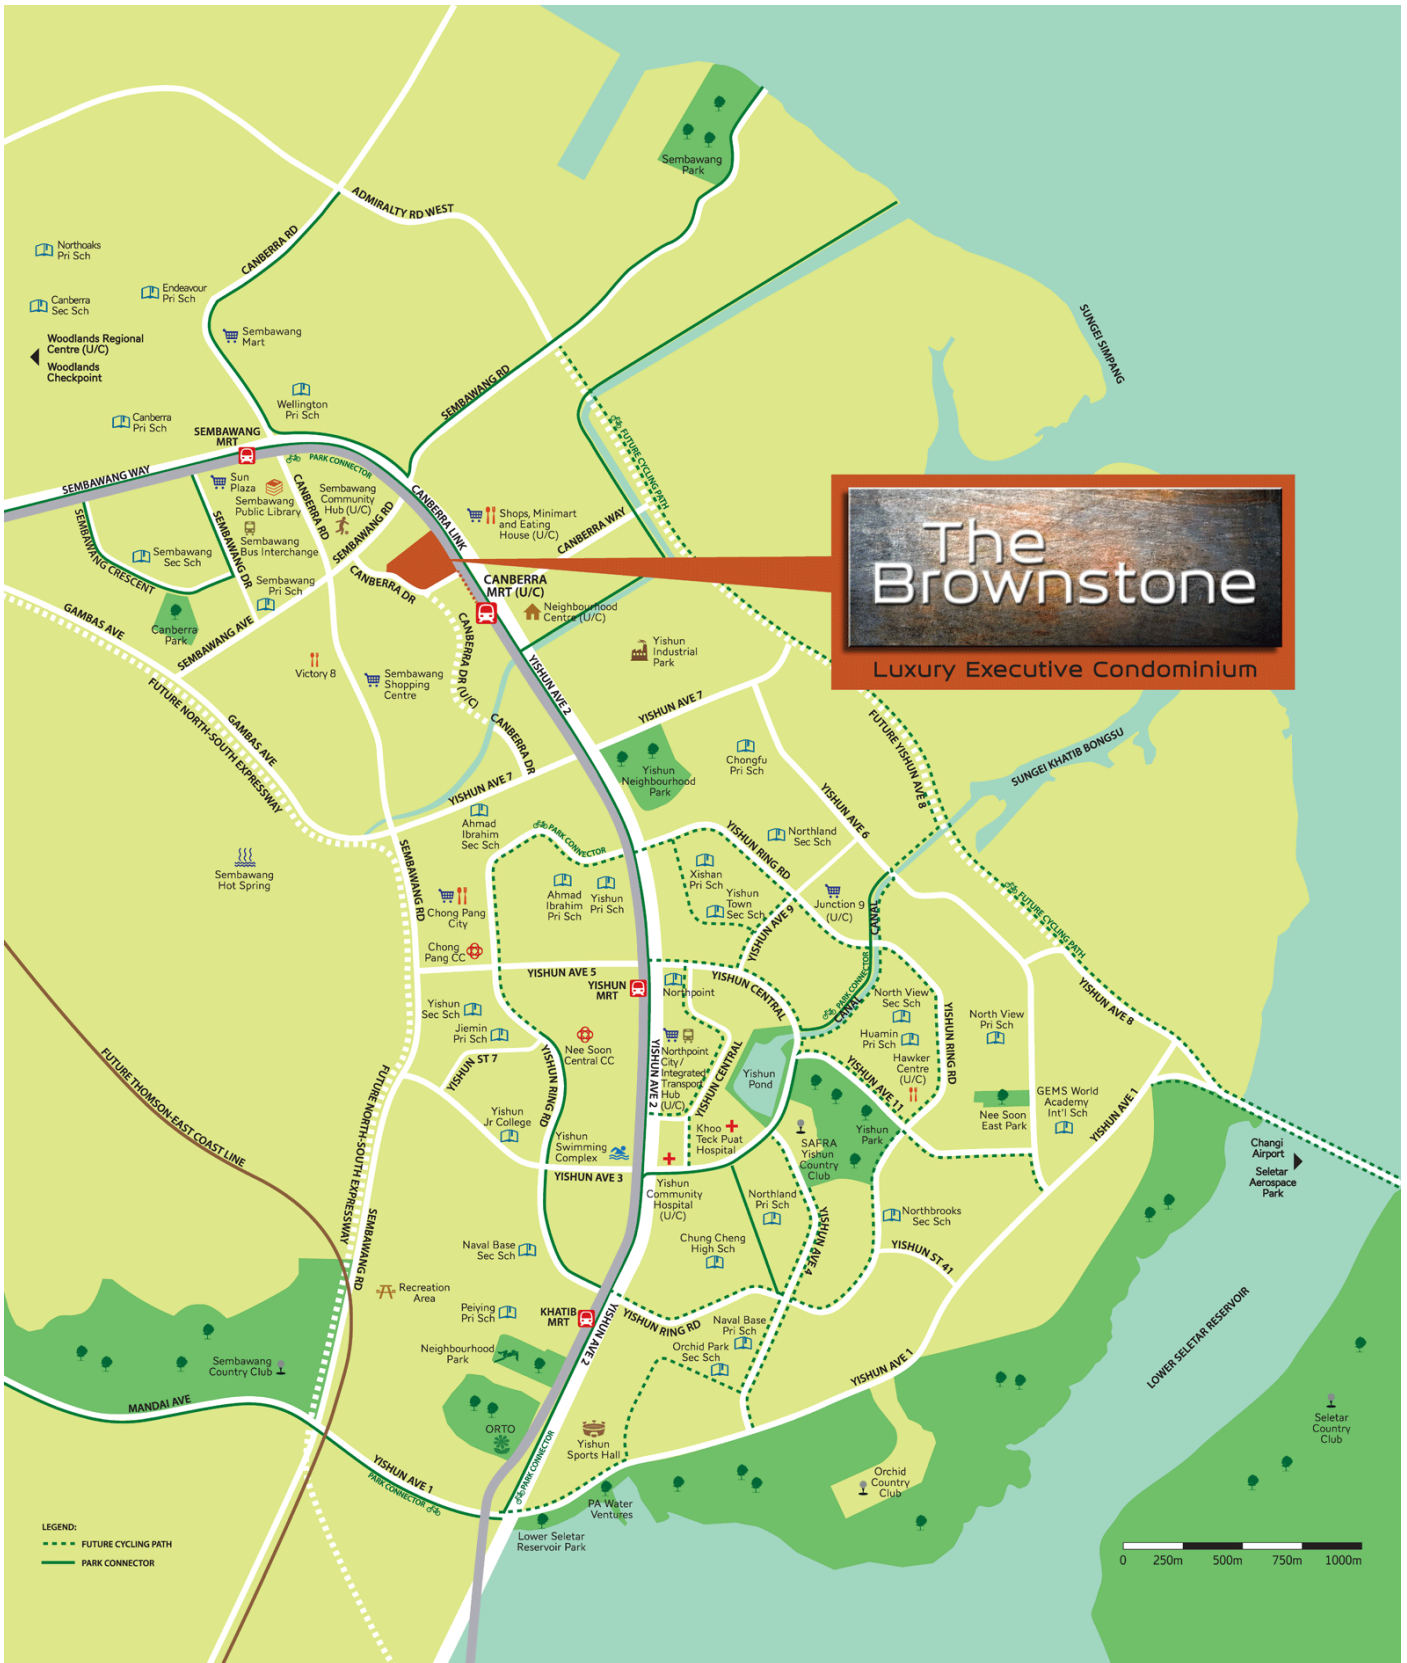 Sembawang
Park
ADMIRALTY RD WEST
CANBERRA RD
Northoaks
Pri Sch
Endeavour
Pri Sch
Canberra
Sec Sch
Woodlands Regional
Centre (U/C)
Woodlands
Checkpoint
Sembawang
Mart
SUNGEI SIMPANG
SEMBAWANG RD
Wellington
Pri Sch
Canberra
Pri Sch
SEMBAWANG
MRT
FUTURE CYCLING PATH
PARK CONNECTOR
SEMBAWANG WAY
Sun
Plaza
Sembawang
Public Library
CANBERRA RD
Sembawang
Community
Hub (U/C)
CANBERRA LINK
Shops, Minimart
and Eating
House (U/C)
CANBERRA WAY
SEMBAWANG CRESCENT
SEMBAWANG DR
Sembawang
Bus Interchange
SEMBAWANG RD
The
Brownstone
Luxury Executive Condominium
Sembawang
Sec Sch
Sembawang
Pri Sch
CANBERRA DR
CANBERRA
MRT (U/C)
Neighbourhood
Centre (U/C)
GAMBAS AVE
Canberra
Park
SEMBAWANG AVE
Victory 8
Sembawang
Shopping
Centre
CANBERRA DR (U/C)
Yishun
Industrial
Park
YISHUN AVE 2
YISHUN AVE 7
FUTURE NORTH-SOUTH EXPRESSWAY
GAMBAS AVE
CANBERRA DR
FUTURE YISHUN AVE 8
SUNGEI KHATIB BONGSU
Chongfu
Pri Sch
Yishun
Neighbourhood
Park
YISHUN AVE 7
YISHUN AVE 6
Ahmad
Ibrahim
Sec Sch
PARK CONNECTOR
YISHUN RING RD
Northland
Sec Sch
Sembawang
Hot Spring
SEMBAWANG RD
Xishan
Pri Sch
Yishun
Town
Sec Sch
Ahmad
Ibrahim
Pri Sch
Yishun
Pri Sch
Junction 9
(U/C)
FUTURE CYCLING PATH
Chong Pang
City
YISHUN AVE 9
CANAL
Chong
Pang CC
YISHUN AVE 5
YISHUN
MRT
Northpoint
YISHUN CENTRAL
PARK CONNECTOR
CANAL
North View
Sec Sch
YISHUN AVE 8
Yishun
Sec Sch
Jiemin
Pri Sch
North View
Pri Sch
Huamin
Pri Sch
YISHUN RING RD
Nee Soon
Central CC
YISHUN AVE 2
Northpoint
City /
Integrated
Transport
Hub
(U/C)
YISHUN CENTRAL
Yishun
Pond
Hawker
Centre
(U/C)
YISHUN AVE 11
FUTURE THOMSON-EAST COAST LINE
YISHUN ST 7
YISHUN RING RD
GEMS World
Academy
Int'l Sch
Nee Soon
East Park
YISHUN AVE 1
Yishun
Jr College
Khoo
Teck Puat
Hospital
Yishun
Park
SAFRA
Yishun
Country
Club
Yishun
Swimming
Complex
Changi
Airport
Seletar
Aerospace
Park
YISHUN AVE 3
Yishun
Community
Hospital
(U/C)
Northland
Pri Sch
FUTURE NORTH-SOUTH EXPRESSWAY
SEMBAWANG RD
YISHUN AVE 4
Northbrooks
Sec Sch
Chung Cheng
High Sch
YISHUN ST 41
Naval Base
Sec Sch
Recreation
Area
Peiying
Pri Sch
KHATIB
MRT
YISHUN AVE 2
YISHUN RING RD
Naval Base
Pri Sch
Orchid Park
Sec Sch
LOWER SELETAR RESERVOIR
Neighbourhood
Park
Sembawang
Country Club
YISHUN AVE 1
MANDAI AVE
ORTO
Yishun
Sports Hall
Seletar
Country
Club
YISHUN AVE 1
PARK CONNECTOR
PARK CONNECTOR
Orchid
Country
Club
PA Water
Ventures
Lower Seletar
Reservoir Park
LEGEND:
FUTURE CYCLING PATH
PARK CONNECTOR
0 250m 500m 750m 1000m